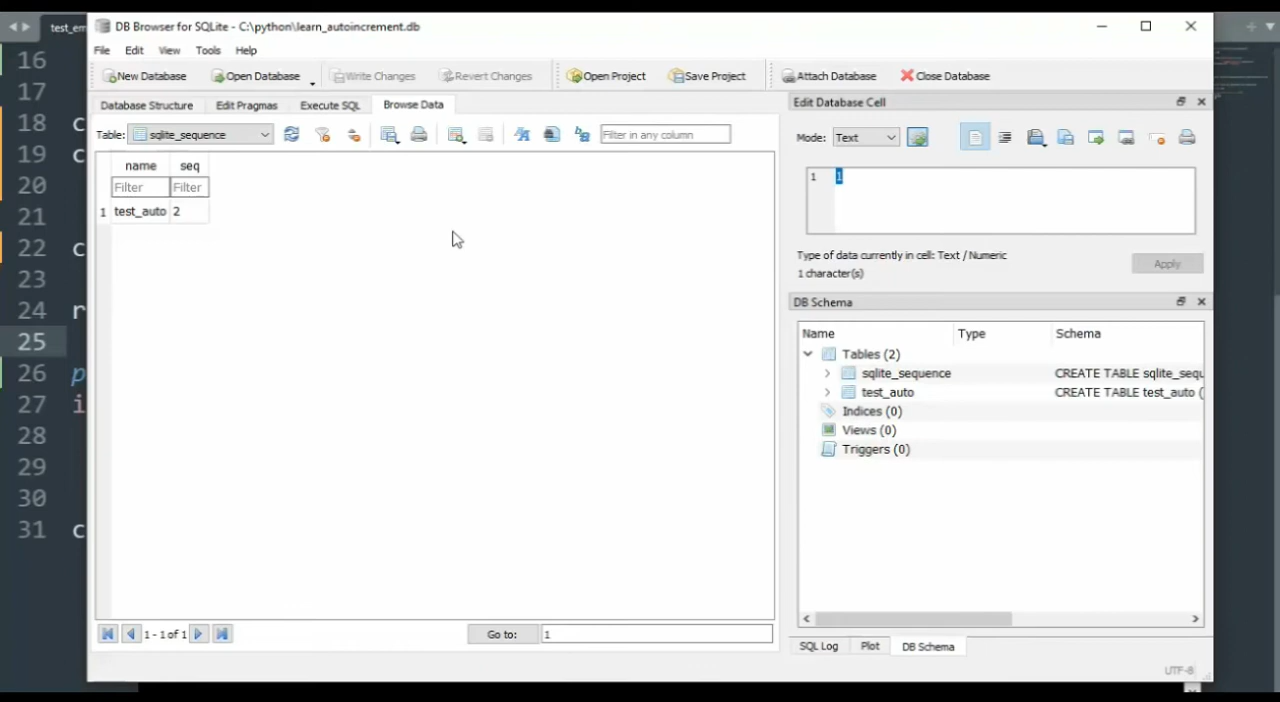 test_em
DB Browser for SQLite - C:\python\learn_autoincrement.db
File Edit View Tools Help
New Database Open Database Write Changes Revert Changes Open Project Save Project Attach Database Close Database
Database Structure Edit Pragmas Execute SQL Browse Data
Table: sqlite_sequence Filter in any column
name seq
Filter Filter
1 test_auto 2
1 - 1 of 1 Go to: 1
Edit Database Cell
Mode: Text
1 1
Type of data currently in cell: Text / Numeric
1 character(s)
Apply
DB Schema
Name Type Schema
Tables (2)
sqlite_sequence CREATE TABLE sqlite_sequ
test_auto CREATE TABLE test_auto (
Indices (0)
Views (0)
Triggers (0)
SQL Log Plot DB Schema
UTF-8
16
17
18 c
19 c
20
21
22 c
23
24 r
25
26 p
27 i
28
29
30
31 c